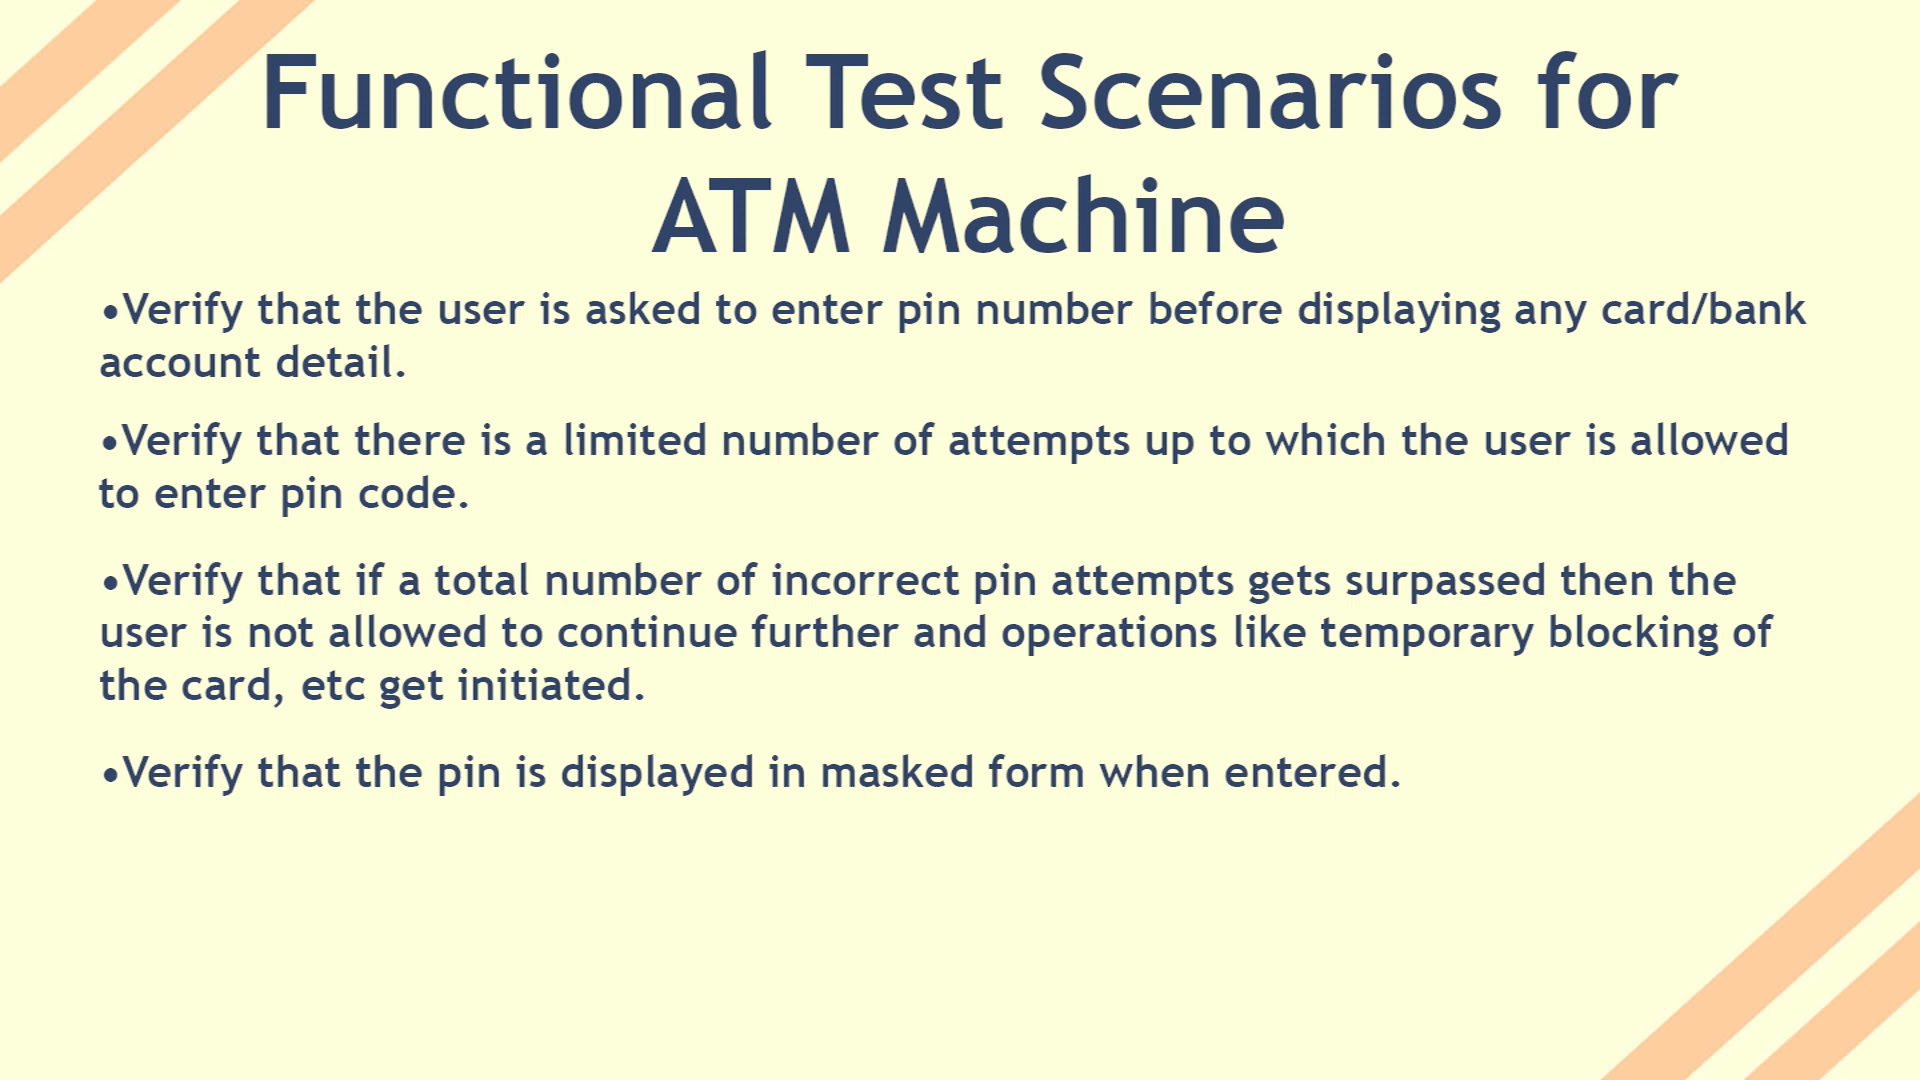 Functional Test Scenarios for
ATM Machine
•Verify that the user is asked to enter pin number before displaying any card/bank
account detail.
•Verify that there is a limited number of attempts up to which the user is allowed
to enter pin code.
•Verify that if a total number of incorrect pin attempts gets surpassed then the
user is not allowed to continue further and operations like temporary blocking of
the card, etc get initiated.
•Verify that the pin is displayed in masked form when entered.